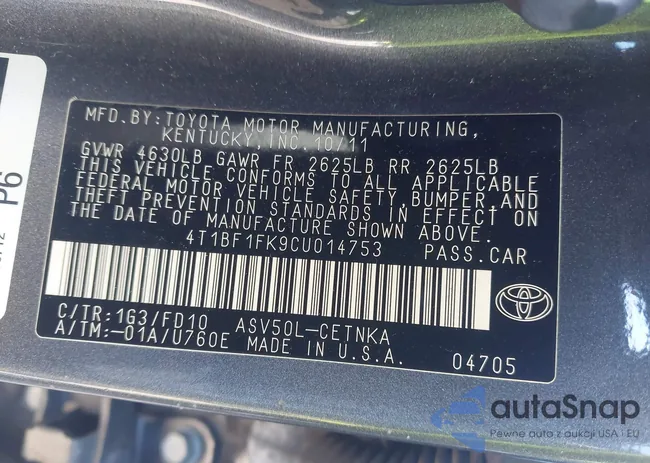 MFD.BY:TOYOTA MOTOR MANUFACTURING,
KENTUCKY,INC.10/11
GVWR 4630LB GAWR FR 2625LB RR 2625LB
THIS VEHICLE CONFORMS TO ALL APPLICABLE
FEDERAL MOTOR VEHICLE SAFETY,BUMPER,AND
THEFT PREVENTION STANDARDS IN EFFECT ON
THE DATE OF MANUFACTURE SHOWN ABOVE.
4T1BF1FK9CU014753 PASS.CAR
C/TR:1G3/FD10 ASV50L-CETNKA
A/TM:-01A/U760E MADE IN U.S.A. 04705
TOYOTA
P6
autaSnap
Pewne auto z aukcji USA i EU